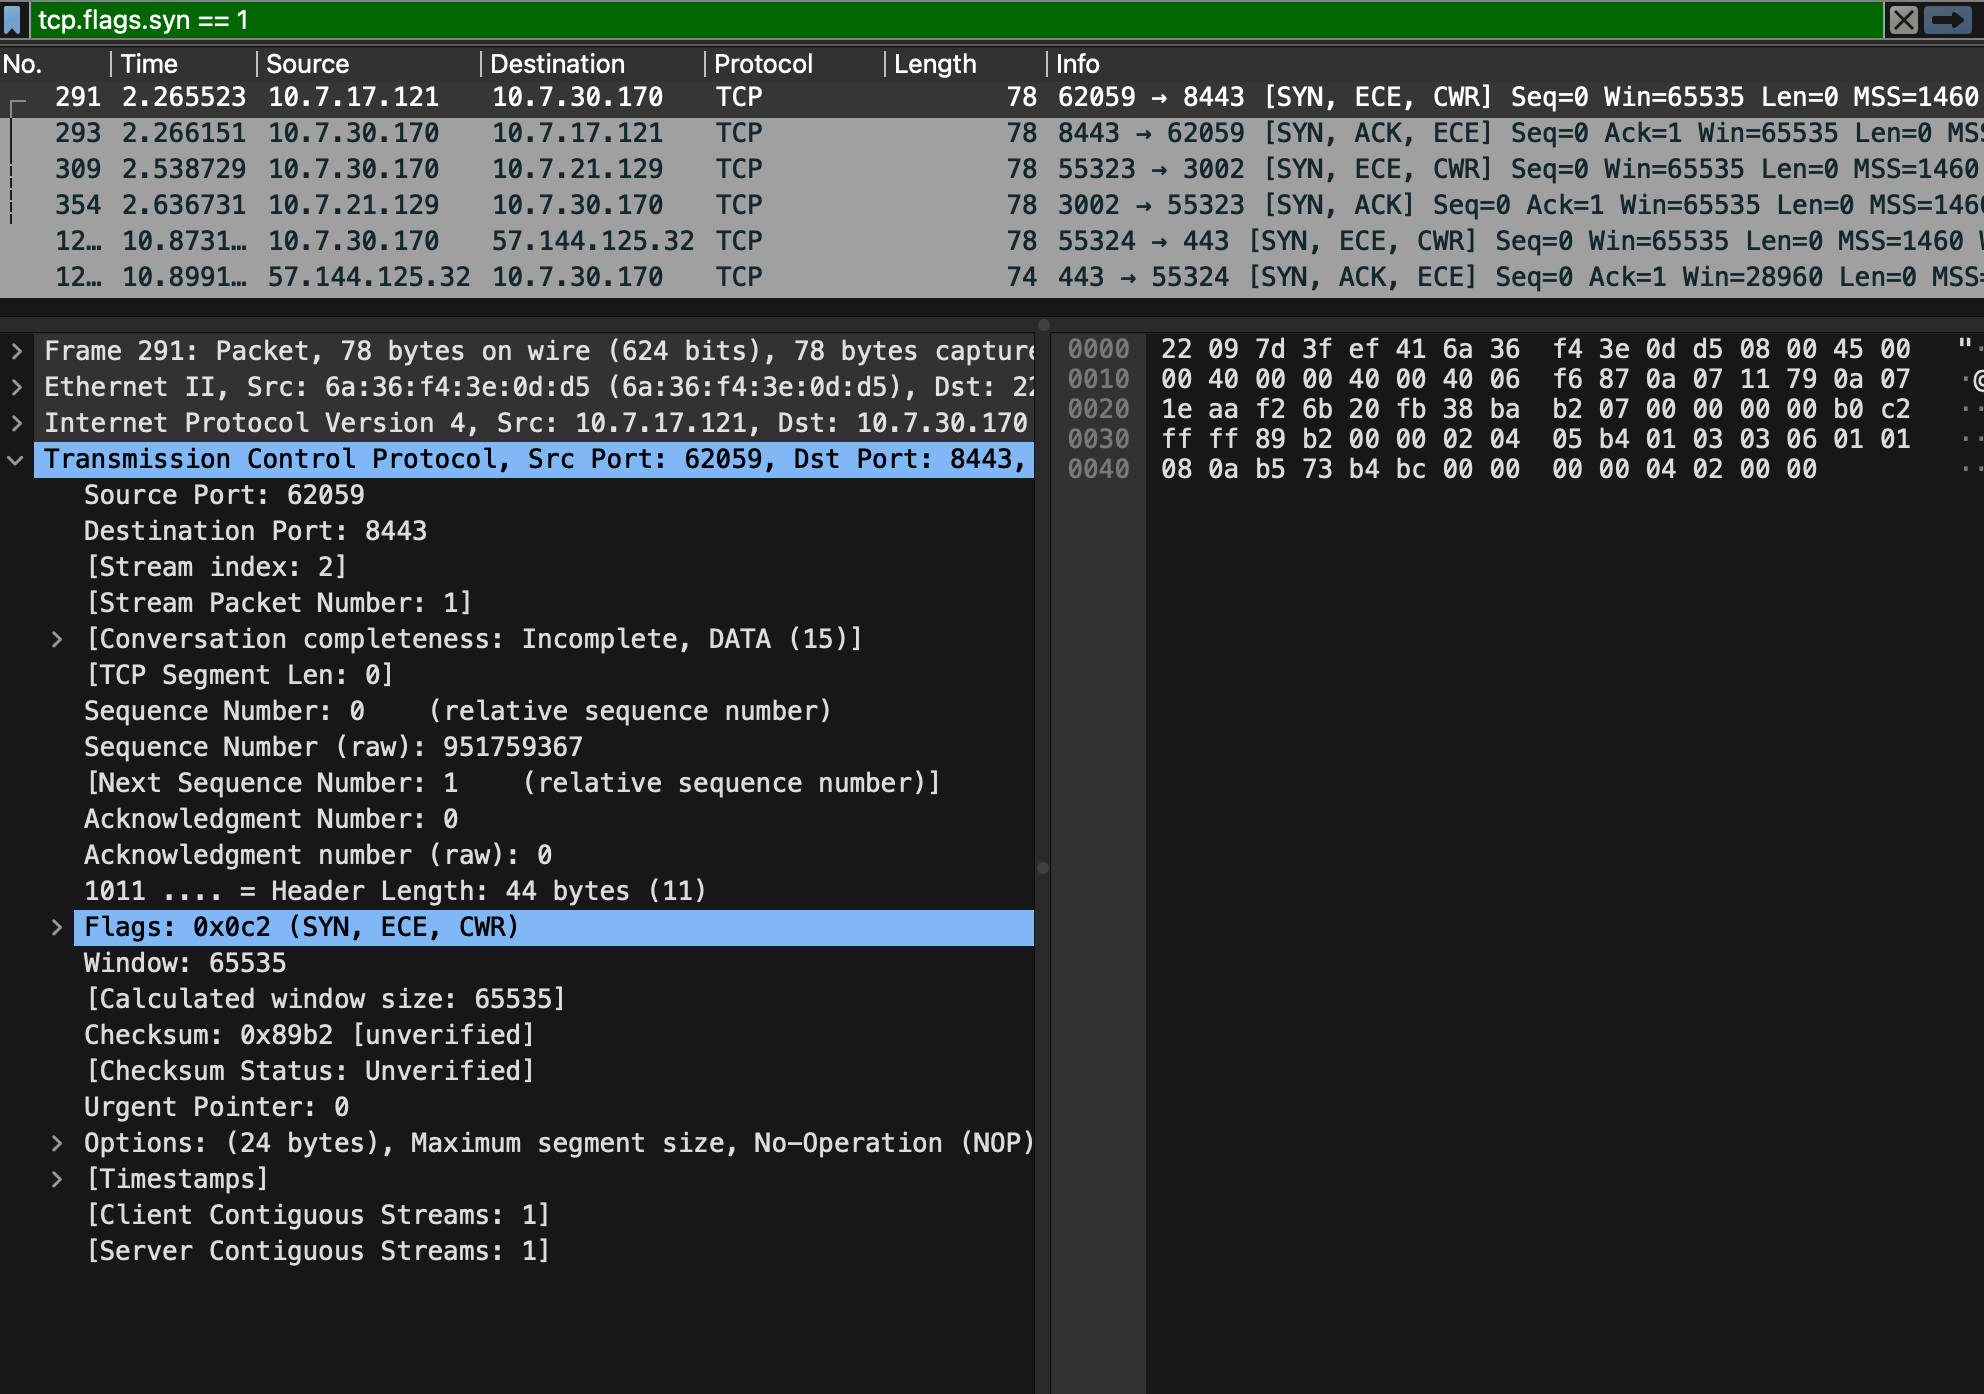 tcp.flags.syn == 1
No. Time Source Destination Protocol Length Info
291 2.265523 10.7.17.121 10.7.30.170 TCP 78 62059 → 8443 [SYN, ECE, CWR] Seq=0 Win=65535 Len=0 MSS=1460
293 2.266151 10.7.30.170 10.7.17.121 TCP 78 8443 → 62059 [SYN, ACK, ECE] Seq=0 Ack=1 Win=65535 Len=0 MS
309 2.538729 10.7.30.170 10.7.21.129 TCP 78 55323 → 3002 [SYN, ECE, CWR] Seq=0 Win=65535 Len=0 MSS=1460
354 2.636731 10.7.21.129 10.7.30.170 TCP 78 3002 → 55323 [SYN, ACK] Seq=0 Ack=1 Win=65535 Len=0 MSS=146
12… 10.8731… 10.7.30.170 57.144.125.32 TCP 78 55324 → 443 [SYN, ECE, CWR] Seq=0 Win=65535 Len=0 MSS=1460
12… 10.8991… 57.144.125.32 10.7.30.170 TCP 74 443 → 55324 [SYN, ACK, ECE] Seq=0 Ack=1 Win=28960 Len=0 MSS
Frame 291: Packet, 78 bytes on wire (624 bits), 78 bytes capture
Ethernet II, Src: 6a:36:f4:3e:0d:d5 (6a:36:f4:3e:0d:d5), Dst: 22
Internet Protocol Version 4, Src: 10.7.17.121, Dst: 10.7.30.170
Transmission Control Protocol, Src Port: 62059, Dst Port: 8443,
Source Port: 62059
Destination Port: 8443
[Stream index: 2]
[Stream Packet Number: 1]
[Conversation completeness: Incomplete, DATA (15)]
[TCP Segment Len: 0]
Sequence Number: 0 (relative sequence number)
Sequence Number (raw): 951759367
[Next Sequence Number: 1 (relative sequence number)]
Acknowledgment Number: 0
Acknowledgment number (raw): 0
1011 .... = Header Length: 44 bytes (11)
Flags: 0x0c2 (SYN, ECE, CWR)
Window: 65535
[Calculated window size: 65535]
Checksum: 0x89b2 [unverified]
[Checksum Status: Unverified]
Urgent Pointer: 0
Options: (24 bytes), Maximum segment size, No-Operation (NOP)
[Timestamps]
[Client Contiguous Streams: 1]
[Server Contiguous Streams: 1]
0000 22 09 7d 3f ef 41 6a 36 f4 3e 0d d5 08 00 45 00 "·
0010 00 40 00 00 40 00 40 06 f6 87 0a 07 11 79 0a 07 ·@
0020 1e aa f2 6b 20 fb 38 ba b2 07 00 00 00 00 b0 c2 ··
0030 ff ff 89 b2 00 00 02 04 05 b4 01 03 03 06 01 01 ··
0040 08 0a b5 73 b4 bc 00 00 00 00 04 02 00 00 ··